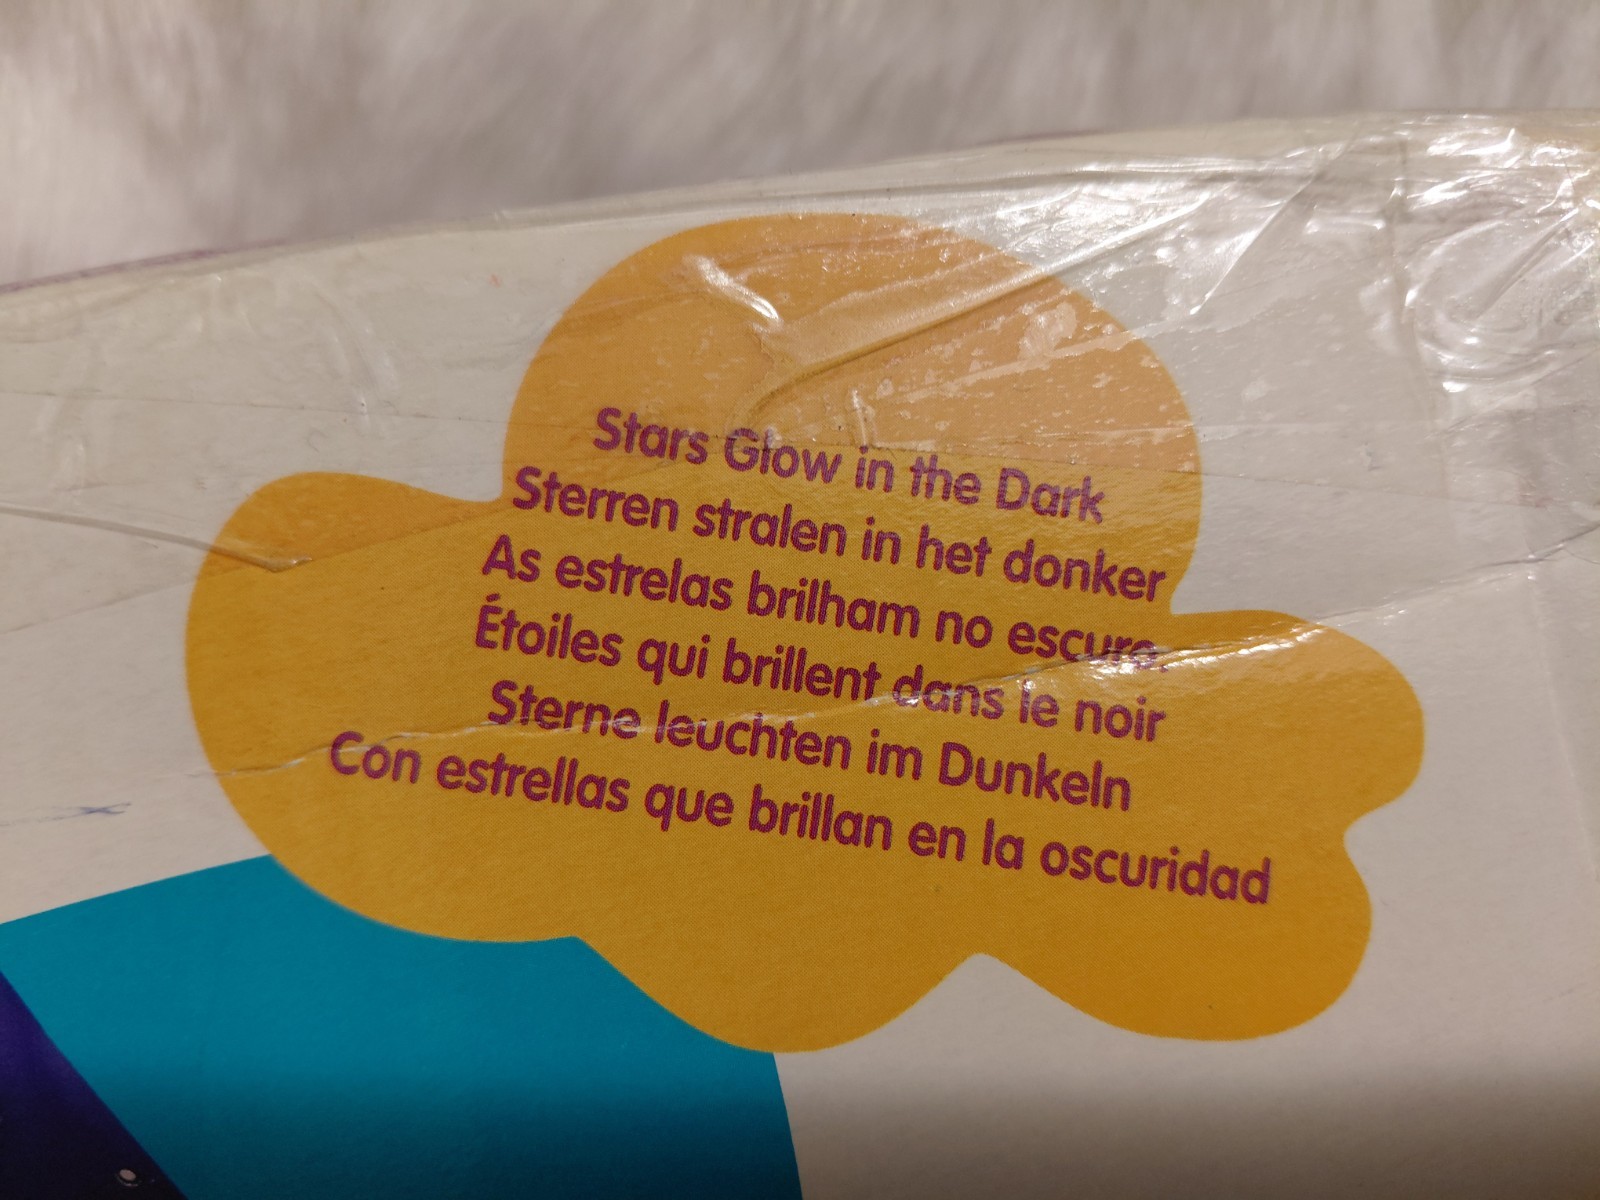 Stars Glow in the Dark
Sterren stralen in het donker
As estrelas brilham no escuro.
Étoiles qui brillent dans le noir
Sterne leuchten im Dunkeln
Con estrellas que brillan en la oscuridad